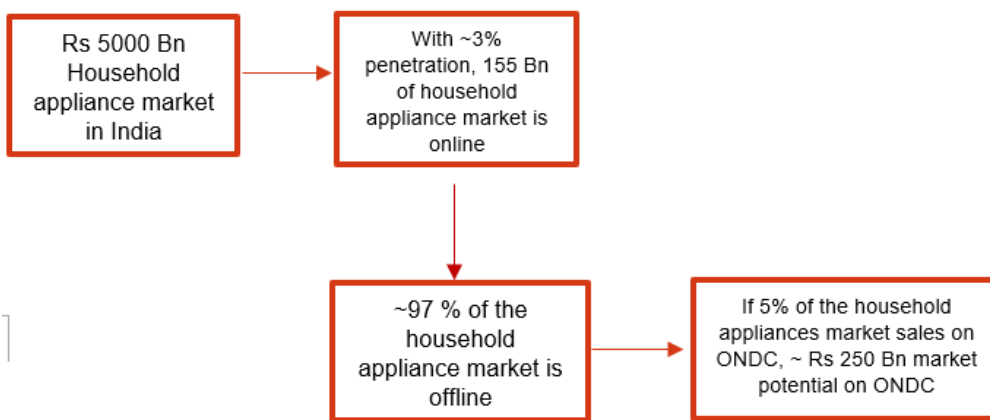 Rs 5000 Bn
Household
appliance market
in India
With ~3%
penetration, 155 Bn
of household
appliance market is
online
~97 % of the
household
appliance market is
offline
If 5% of the household
appliances market sales on
ONDC, ~ Rs 250 Bn market
potential on ONDC